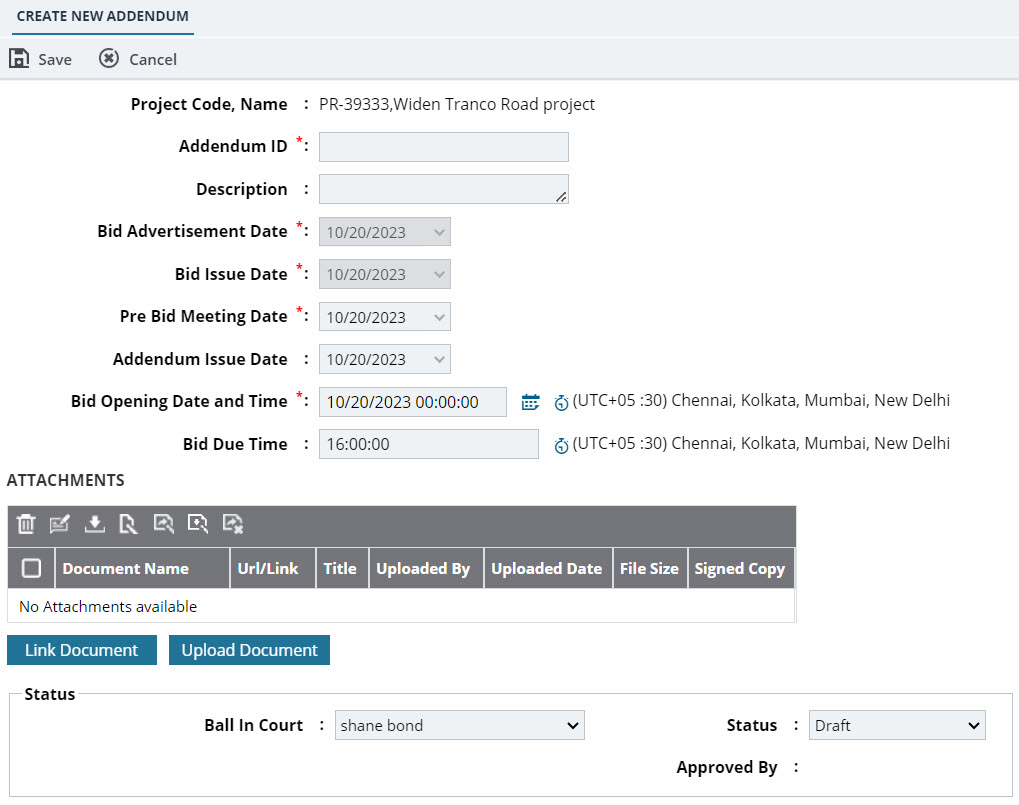 CREATE NEW ADDENDUM
Save Cancel
Project Code, Name : PR-39333,Widen Tranco Road project
Addendum ID * :
Description :
Bid Advertisement Date * : 10/20/2023
Bid Issue Date * : 10/20/2023
Pre Bid Meeting Date * : 10/20/2023
Addendum Issue Date : 10/20/2023
Bid Opening Date and Time * : 10/20/2023 00:00:00 (UTC+05 :30) Chennai, Kolkata, Mumbai, New Delhi
Bid Due Time : 16:00:00 (UTC+05 :30) Chennai, Kolkata, Mumbai, New Delhi
ATTACHMENTS
Document Name Url/Link Title Uploaded By Uploaded Date File Size Signed Copy
No Attachments available
Link Document Upload Document
Status
Ball In Court : shane bond Status : Draft
Approved By :